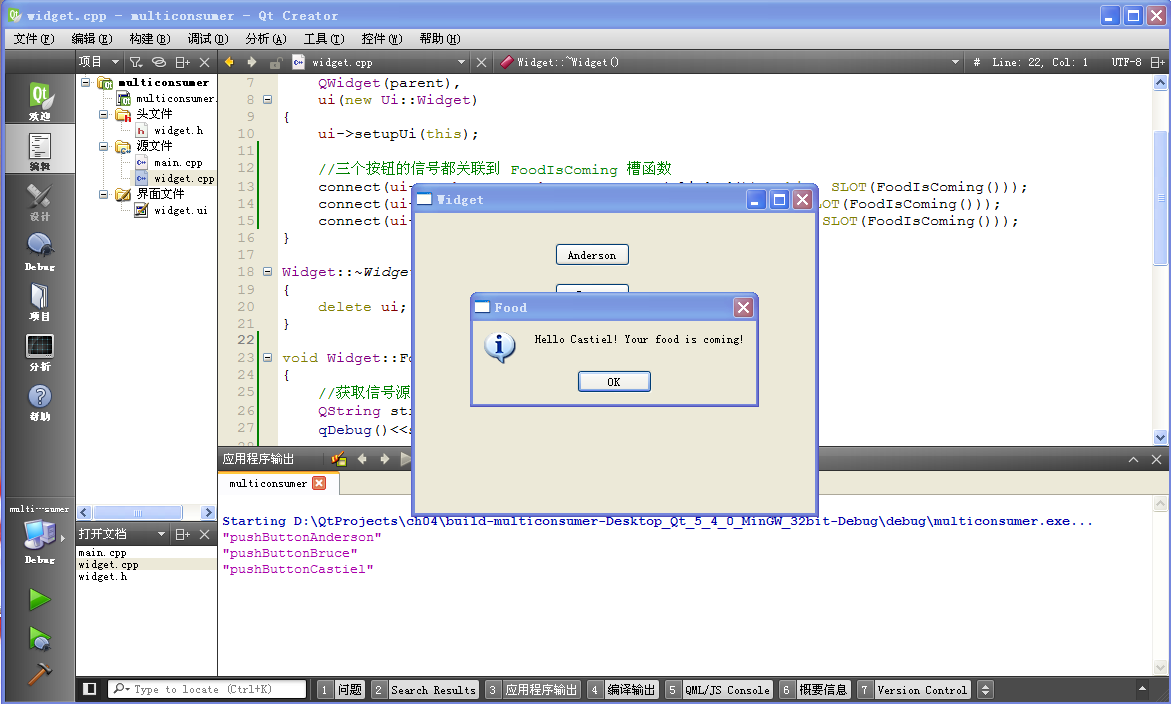 widget.cpp - multiconsumer - Qt Creator
文件(F) 编辑(E) 构建(B) 调试(D) 分析(A) 工具(T) 控件(W) 帮助(H)
项目 widget.cpp Widget::~Widget() # Line: 22, Col: 1 UTF-8
Qt
欢迎
编辑
设计
Debug
项目
分析
帮助
multi···sumer
Debug
multiconsumer
multiconsumer.
头文件
widget.h
源文件
main.cpp
widget.cpp
界面文件
widget.ui
打开文档
main.cpp
widget.cpp
widget.h
7 QWidget(parent),
8 ui(new Ui::Widget)
9 {
10 ui->setupUi(this);
11
12 //三个按钮的信号都关联到 FoodIsComing 槽函数
13 connect(ui- SLOT(FoodIsComing()));
14 connect(ui- LOT(FoodIsComing()));
15 connect(ui- SLOT(FoodIsComing()));
16 }
17
18 Widget::~Widge
19 {
20 delete ui;
21 }
22
23 void Widget::Fo
24 {
25 //获取信号源
26 QString st
27 qDebug()<<
Widget
Anderson
Food
Hello Castiel! Your food is coming!
OK
应用程序输出
multiconsumer
Starting D:\QtProjects\ch04\build-multiconsumer-Desktop_Qt_5_4_0_MinGW_32bit-Debug\debug\multiconsumer.exe...
"pushButtonAnderson"
"pushButtonBruce"
"pushButtonCastiel"
Type to locate (Ctrl+K) 1 问题 2 Search Results 3 应用程序输出 4 编译输出 5 QML/JS Console 6 概要信息 7 Version Control